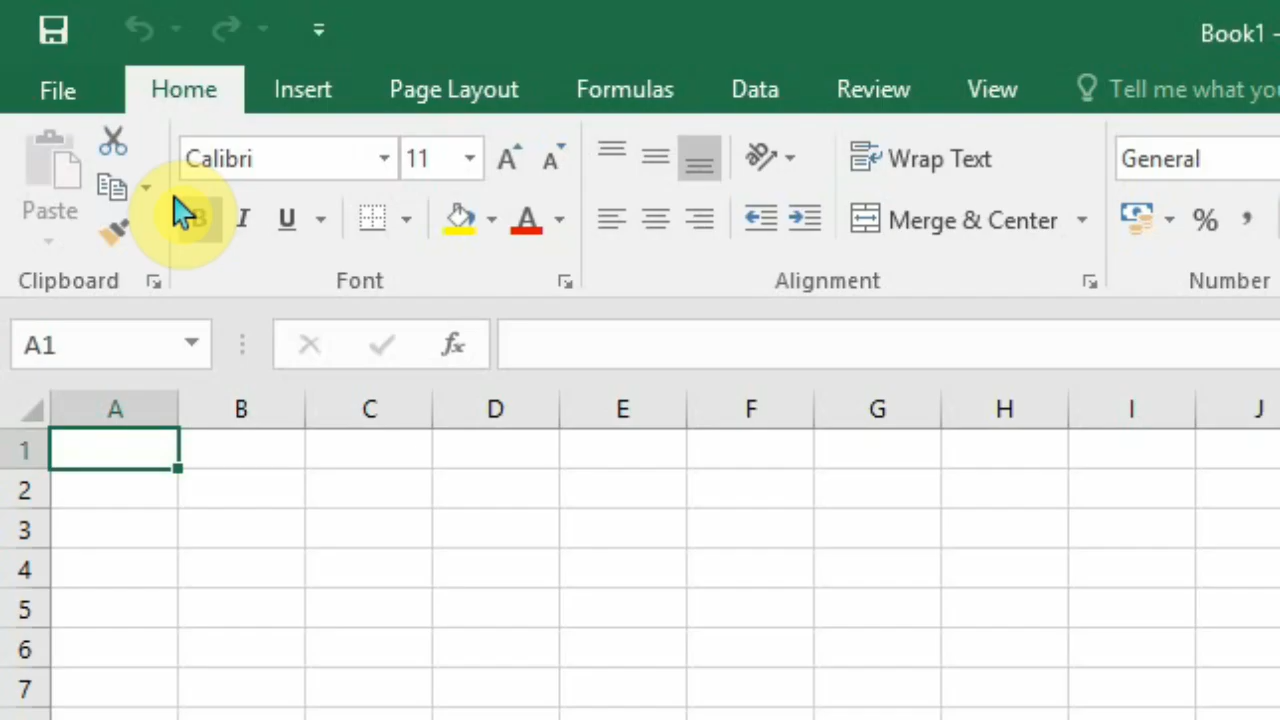 Book1 -
File Home Insert Page Layout Formulas Data Review View Tell me what you
Calibri 11 Wrap Text General
Paste B I U A Merge & Center % ,
Clipboard Font Alignment Number
A1 fx
A B C D E F G H I J
1
2
3
4
5
6
7